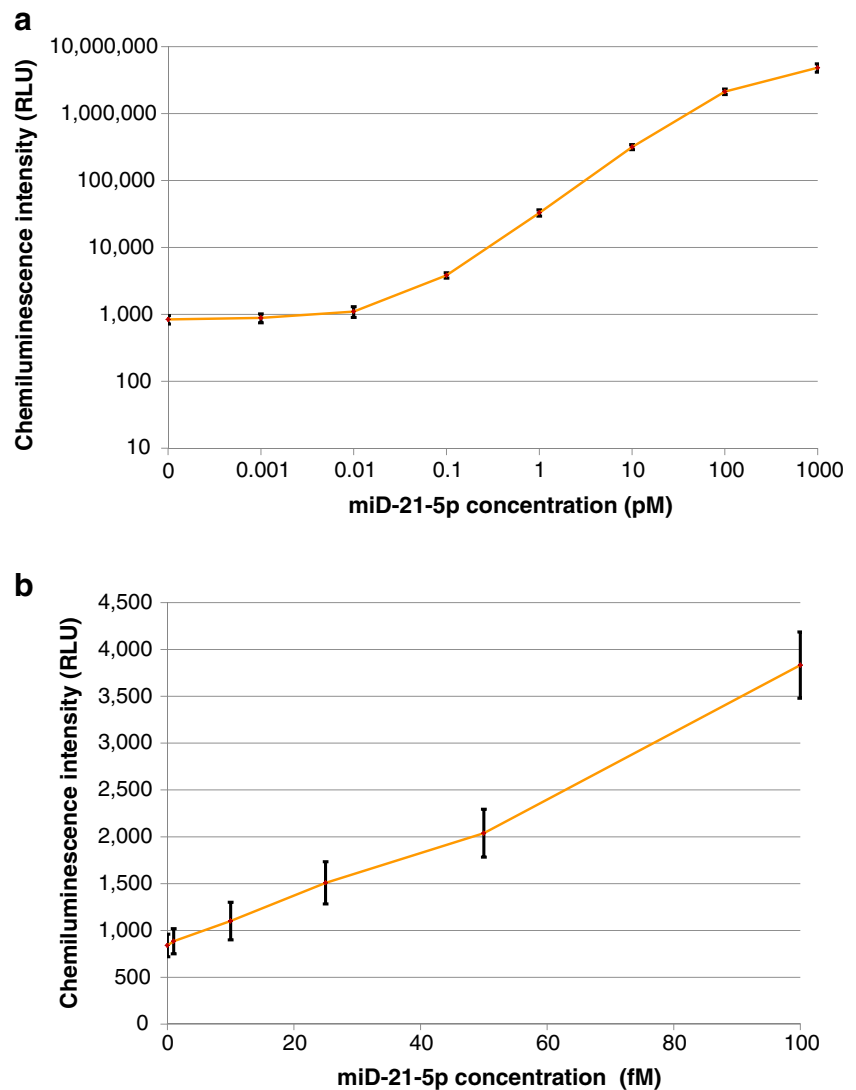 a
Chemiluminescence intensity (RLU)
10,000,000
1,000,000
100,000
10,000
1,000
100
10
0 0.001 0.01 0.1 1 10 100 1000
miD-21-5p concentration (pM)
b
Chemiluminescence intensity (RLU)
4,500
4,000
3,500
3,000
2,500
2,000
1,500
1,000
500
0
0 20 40 60 80 100
miD-21-5p concentration (fM)